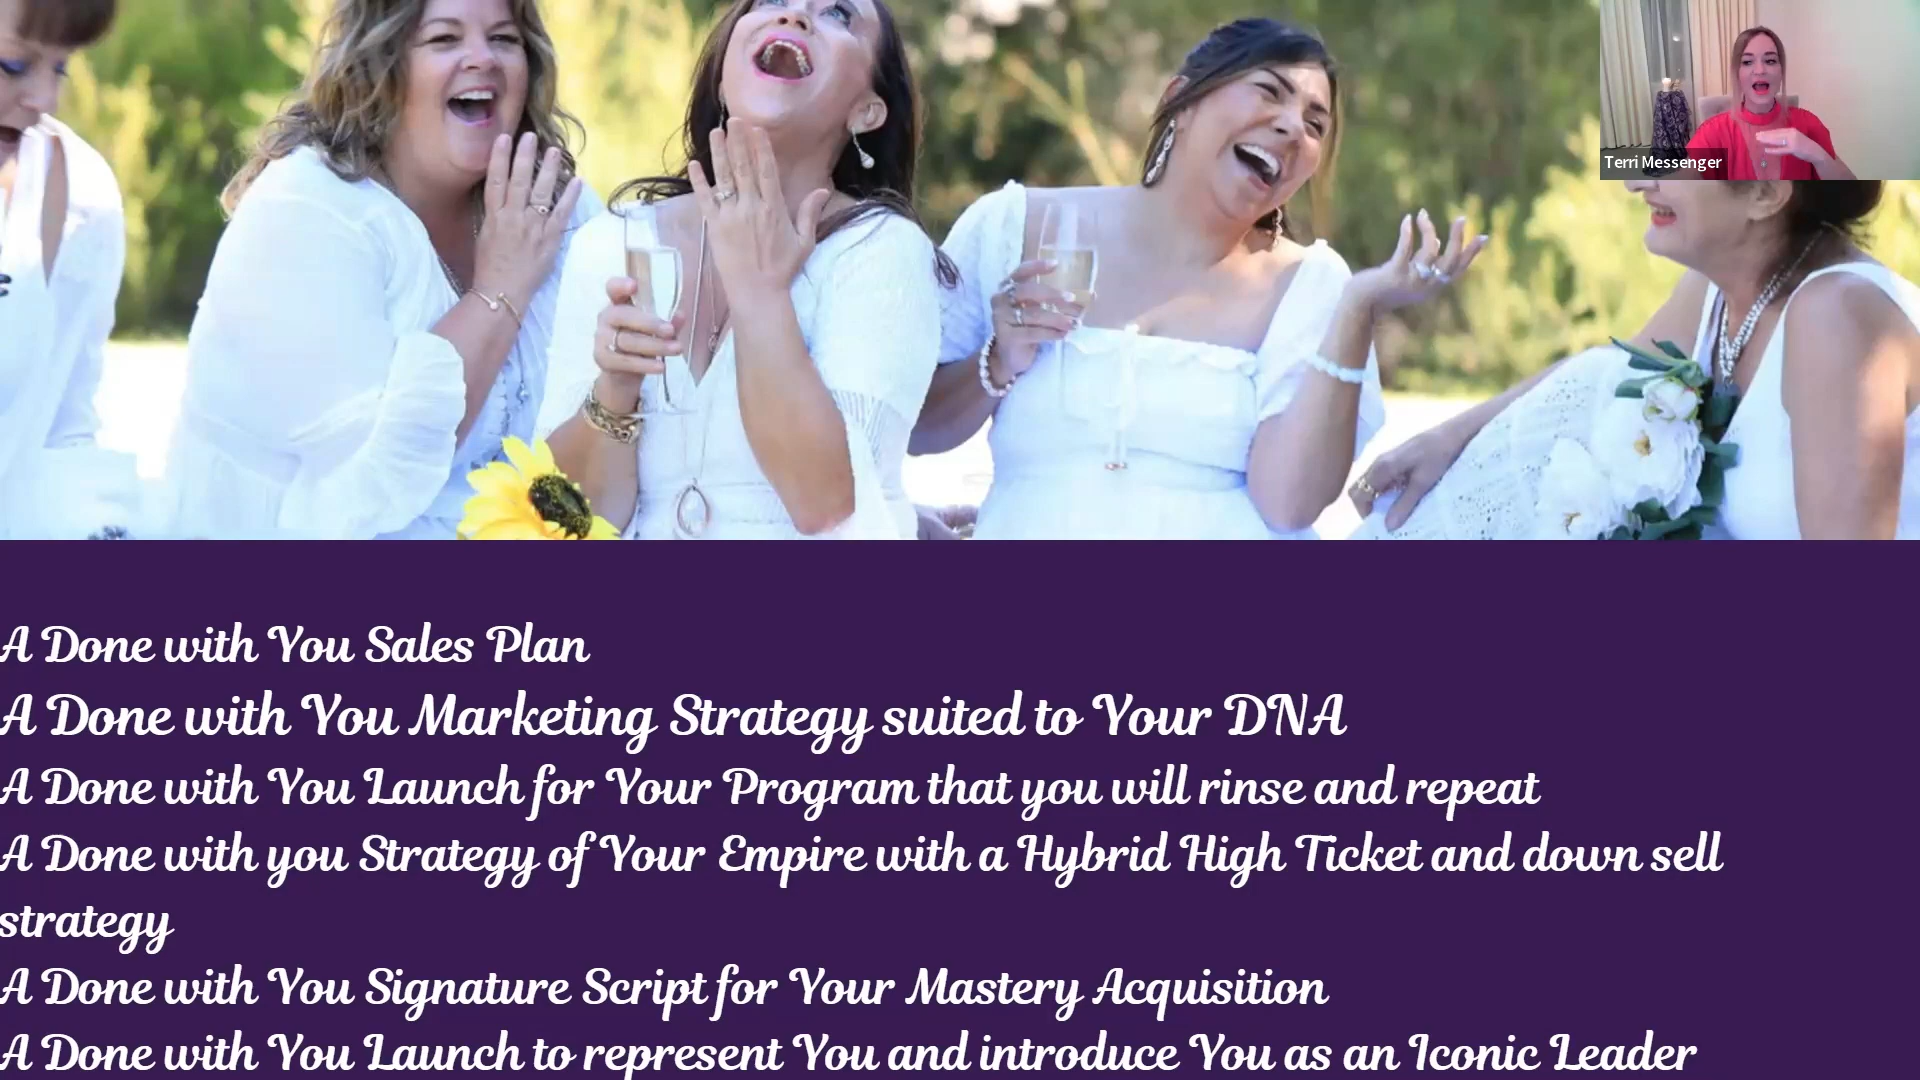 Terri Messenger
A Done with You Sales Plan
A Done with You Marketing Strategy suited to Your DNA
A Done with You Launch for Your Program that you will rinse and repeat
A Done with you Strategy of Your Empire with a Hybrid High Ticket and down sell
strategy
A Done with You Signature Script for Your Mastery Acquisition
A Done with You Launch to represent You and introduce You as an Iconic Leader